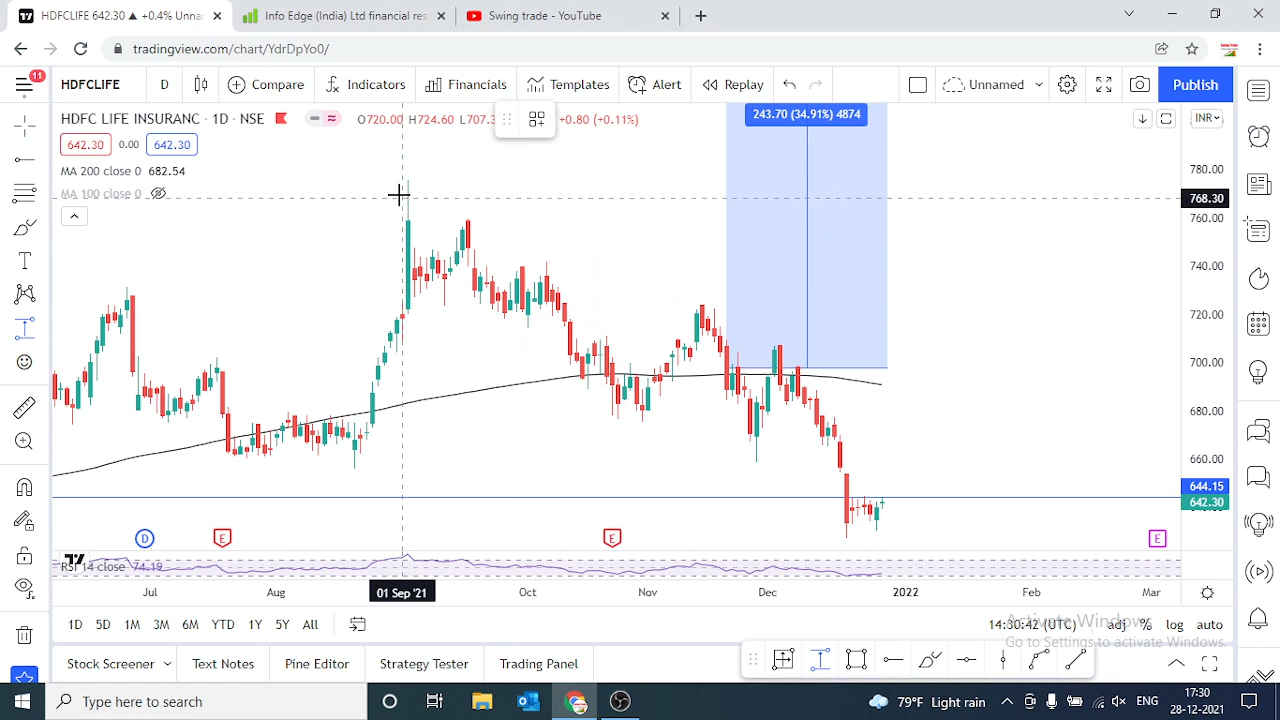 HDFCLIFE 642.30 ▲ +0.4% Unnar
Info Edge (India) Ltd financial res
Swing trade - YouTube
tradingview.com/chart/YdrDpYo0/
11
HDFCLIFE
D
Compare
Indicators
Financials
Templates
Alert
Replay
Unnamed
Publish
HDFC LIFE INSURANC · 1D · NSE
O720.00 H724.60 L707.3
+0.80 (+0.11%)
243.70 (34.91%) 4874
INR
642.30 0.00 642.30
MA 200 close 0 682.54
MA 100 close 0
780.00
768.30
760.00
740.00
720.00
700.00
680.00
660.00
644.15
642.30
D
E
E
E
RSI 14 close 74.19
Jul
Aug
01 Sep '21
Oct
Nov
Dec
2022
Feb
Mar
1D 5D 1M 3M 6M YTD 1Y 5Y All
14:30:42 (UTC)
adj % log auto
Activate Windows
Go to Settings to activate Windows.
Stock Screener
Text Notes
Pine Editor
Strategy Tester
Trading Panel
Type here to search
79°F Light rain
ENG
17:30
28-12-2021